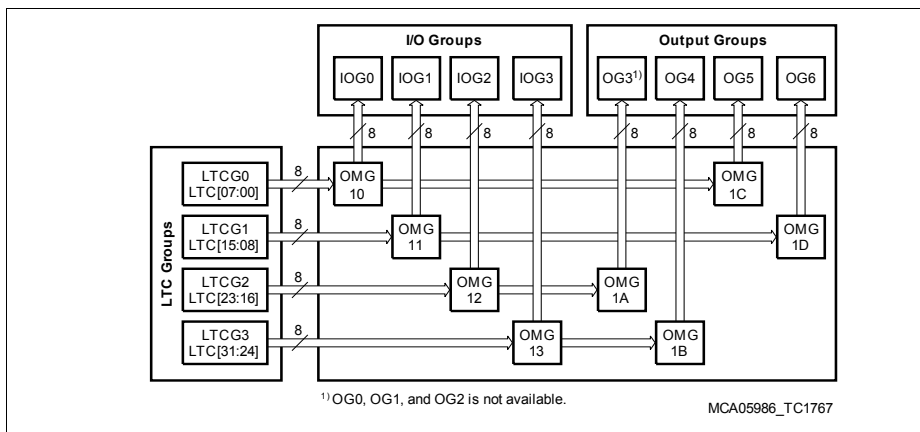 I/O Groups
Output Groups
IOG0
IOG1
IOG2
IOG3
OG3¹⁾
OG4
OG5
OG6
8
8
8
8
8
8
8
8
LTC Groups
LTCG0
LTC[07:00]
8
OMG
10
OMG
1C
LTCG1
LTC[15:08]
8
OMG
11
OMG
1D
LTCG2
LTC[23:16]
8
OMG
12
OMG
1A
LTCG3
LTC[31:24]
8
OMG
13
OMG
1B
¹⁾ OG0, OG1, and OG2 is not available.
MCA05986_TC1767